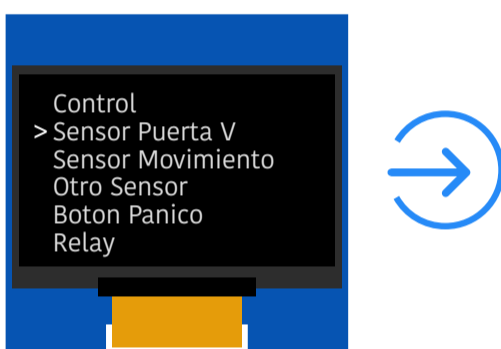 Control
> Sensor Puerta V
Sensor Movimiento
Otro Sensor
Boton Panico
Relay